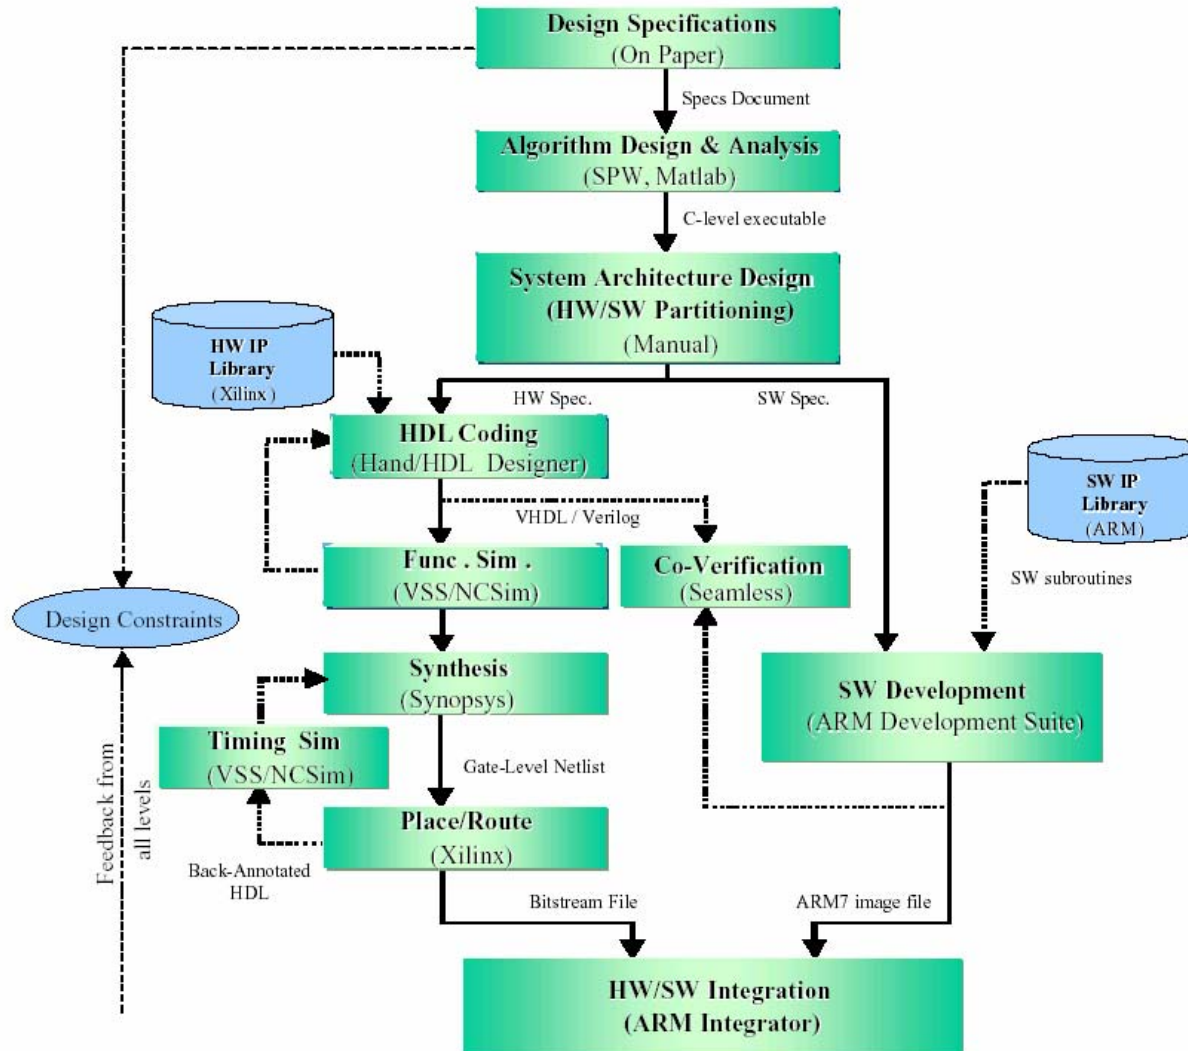 Design Specifications
(On Paper)
Specs Document
Algorithm Design & Analysis
(SPW, Matlab)
C-level executable
System Architecture Design
(HW/SW Partitioning)
(Manual)
HW IP
Library
(Xilinx)
HW Spec.
SW Spec.
HDL Coding
(Hand/HDL Designer)
SW IP
Library
(ARM)
VHDL / Verilog
Func . Sim .
(VSS/NCSim)
Co-Verification
(Seamless)
SW subroutines
Design Constraints
Synthesis
(Synopsys)
SW Development
(ARM Development Suite)
Timing Sim
(VSS/NCSim)
Gate-Level Netlist
Feedback from
all levels
Place/Route
(Xilinx)
Back-Annotated
HDL
Bitstream File
ARM7 image file
HW/SW Integration
(ARM Integrator)